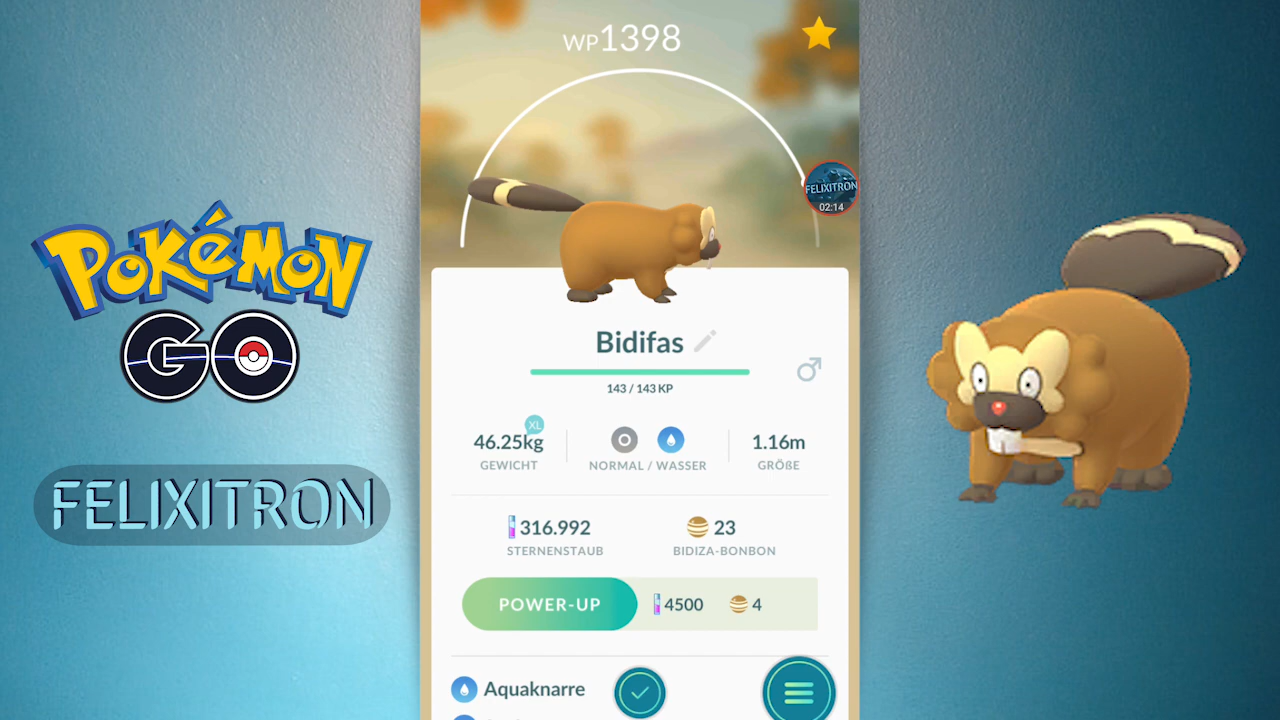 POKéMON
GO
FELIXITRON
WP1398
FELIXITRON
02:14
Bidifas
143 / 143 KP
XL
46.25kg
GEWICHT
NORMAL / WASSER
1.16m
GRÖßE
316.992
STERNENSTAUB
23
BIDIZA-BONBON
POWER-UP
4500
4
Aquaknarre